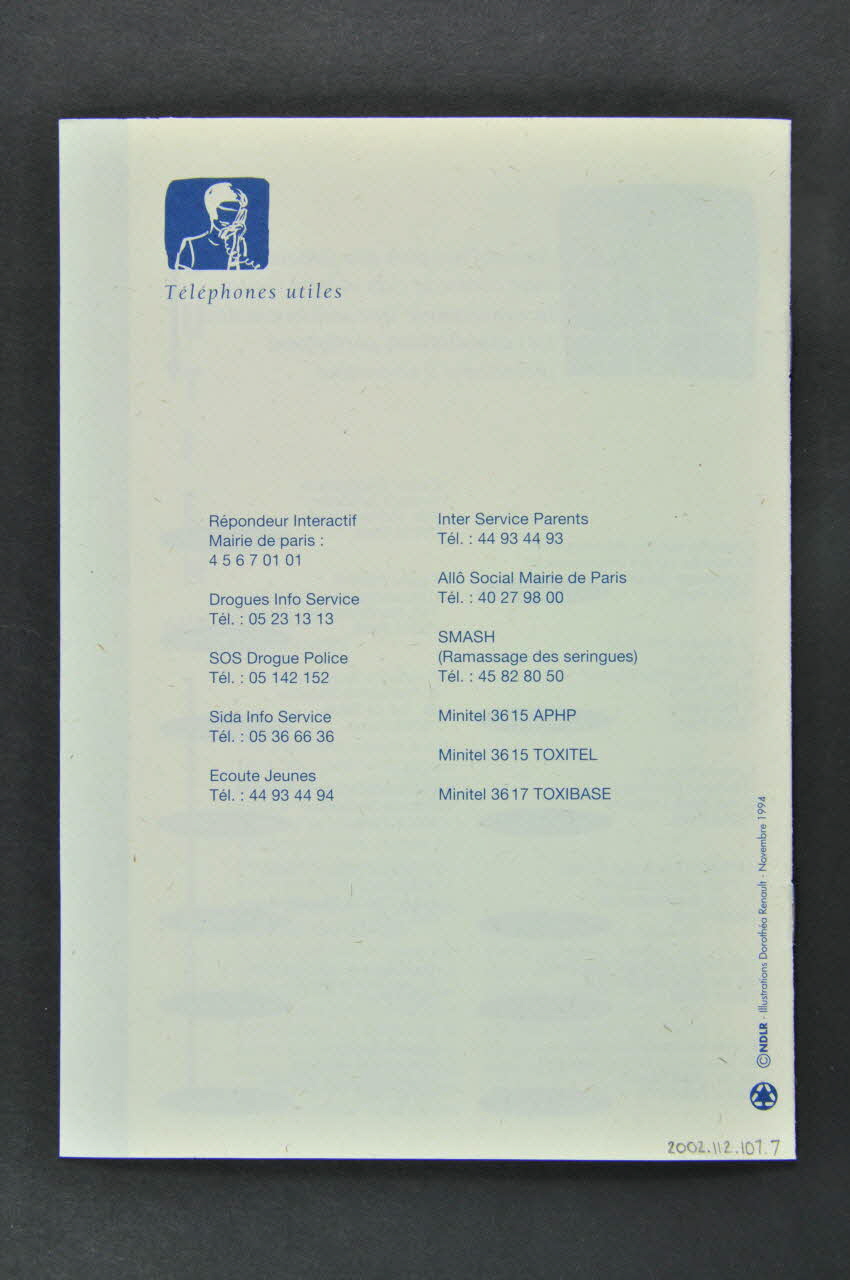 Téléphones utiles
Répondeur Interactif
Mairie de paris :
4 5 6 7 01 01
Drogues Info Service
Tél. : 05 23 13 13
SOS Drogue Police
Tél. : 05 142 152
Sida Info Service
Tél. : 05 36 66 36
Ecoute Jeunes
Tél. : 44 93 44 94
Inter Service Parents
Tél. : 44 93 44 93
Allô Social Mairie de Paris
Tél. : 40 27 98 00
SMASH
(Ramassage des seringues)
Tél. : 45 82 80 50
Minitel 3615 APHP
Minitel 3615 TOXITEL
Minitel 3617 TOXIBASE
©NDLR - Illustrations Dorothéa Renault - Novembre 1994
2002.112.107.7